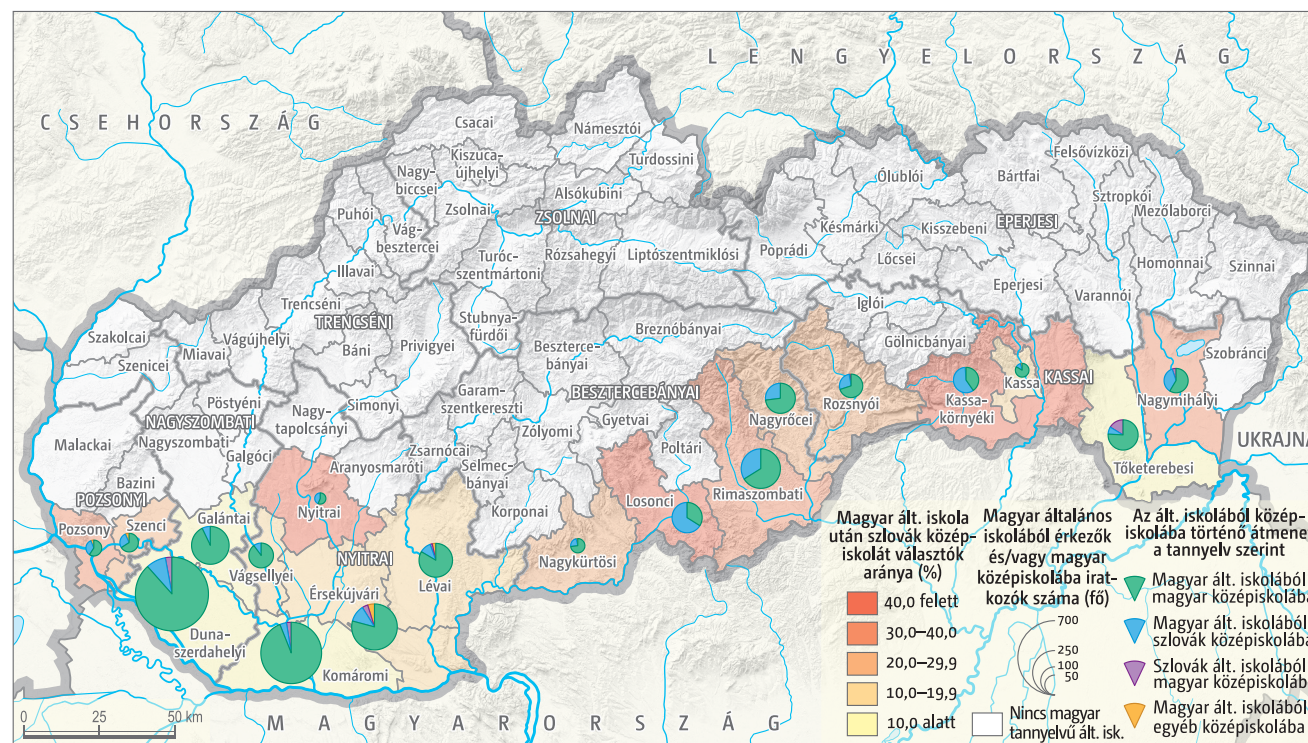 LENGYELORSZÁG
CSEHORSZÁG
Csacai
Námesztói
Kiszuca-
újhelyi
Turdossini
Nagy-
bicsei
Alsókubini
Zsolnai
ZSOLNAI
Puhói
Vág-
besztercei
Turóc-
szentmártoni
Rózsahegyi
Liptószentmiklósi
Illavai
Felsővízközi
Ólublói
Bártfai
Sztropkói
Mezőlaborci
Késmárki
Kisszebeni
EPERJESI
Poprádi
Lőcsei
Homonnai
Szinnai
Eperjesi
Varannói
Iglói
Gölnicbányai
Szobránci
Trencséni
TRENCSÉNI
Stubnya-
fürdői
Breznóbányai
Szakolcai
Miavai
Vágújhelyi
Báni
Privigyei
Beszterce-
bányai
Szenicei
Pöstyéni
Simonyi
Garam-
szentkereszti
BESZTERCEBÁNYAI
NAGYSZOMBATI
Nagy-
tapolcsányi
Gyetvai
Malackai
Nagyszombati
Zsarnócai
Zólyomi
Poltári
Galgóci
Aranyosmaróti
Selmec-
bányai
Bazini
POZSONYI
Korponai
Nagyrőcei
Rozsnyói
Kassa-
környéki
Kassa
KASSAI
Nagymihályi
UKRAJNA
Tőketerebesi
Rimaszombati
Losonci
Nyitrai
Pozsony
Szenci
Galántai
NYITRAI
Vágsellyei
Lévai
Nagykürtösi
Érsekújvári
Duna-
szerdahelyi
Komáromi
MAGYARORSZÁG
0 25 50 km
Magyar ált. iskola
után szlovák közép-
iskolát választók
aránya (%)
40,0 felett
30,0–40,0
20,0–29,9
10,0–19,9
10,0 alatt
Magyar általános
iskolából érkezők
és/vagy magyar
középiskolába irat-
kozók száma (fő)
700
250
100
50
Nincs magyar
tannyelvű ált. isk.
Az ált. iskolából közép-
iskolába történő átmene
a tannyelv szerint
Magyar ált. iskolából
magyar középiskolába
Magyar ált. iskolából
szlovák középiskolába
Szlovák ált. iskolából
magyar középiskolába
Magyar ált. iskolából
egyéb középiskolába